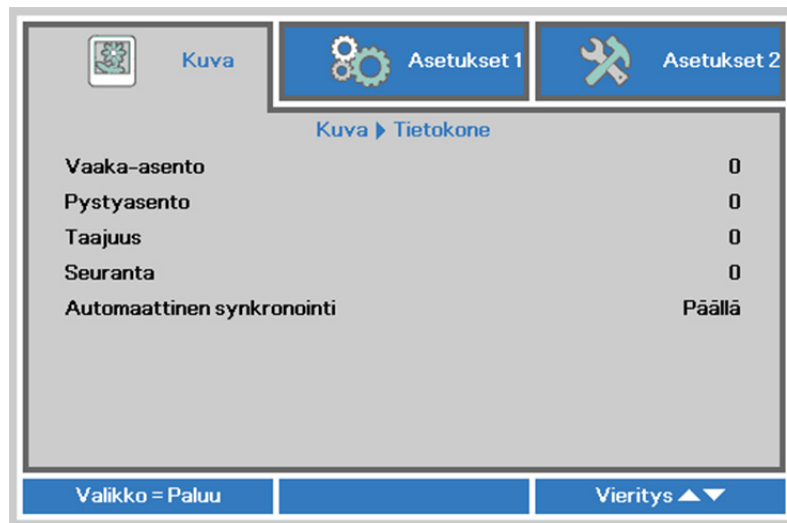 Kuva
Asetukset 1
Asetukset 2
Kuva ▶ Tietokone
Vaaka-asento 0
Pystyasento 0
Taajuus 0
Seuranta 0
Automaattinen synkronointi Päällä
Valikko = Paluu
Vieritys ▲▼